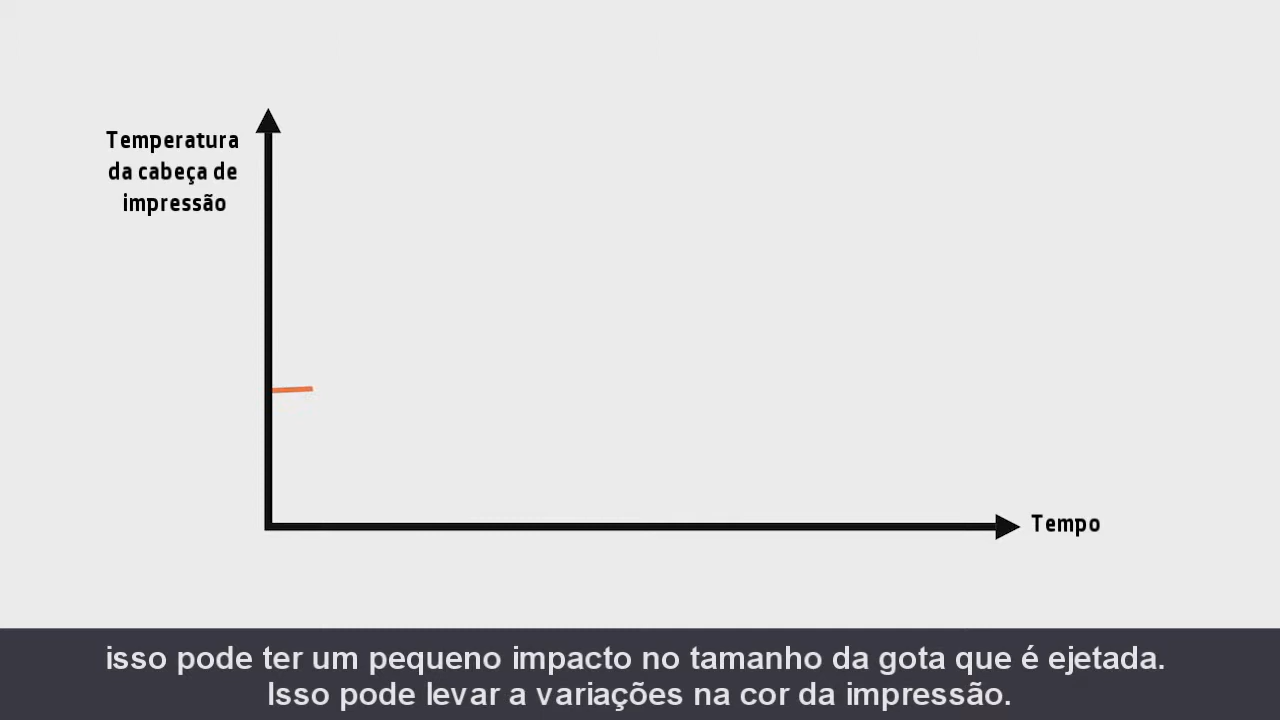 Temperatura
da cabeça de
impressão
Tempo
isso pode ter um pequeno impacto no tamanho da gota que é ejetada.
Isso pode levar a variações na cor da impressão.